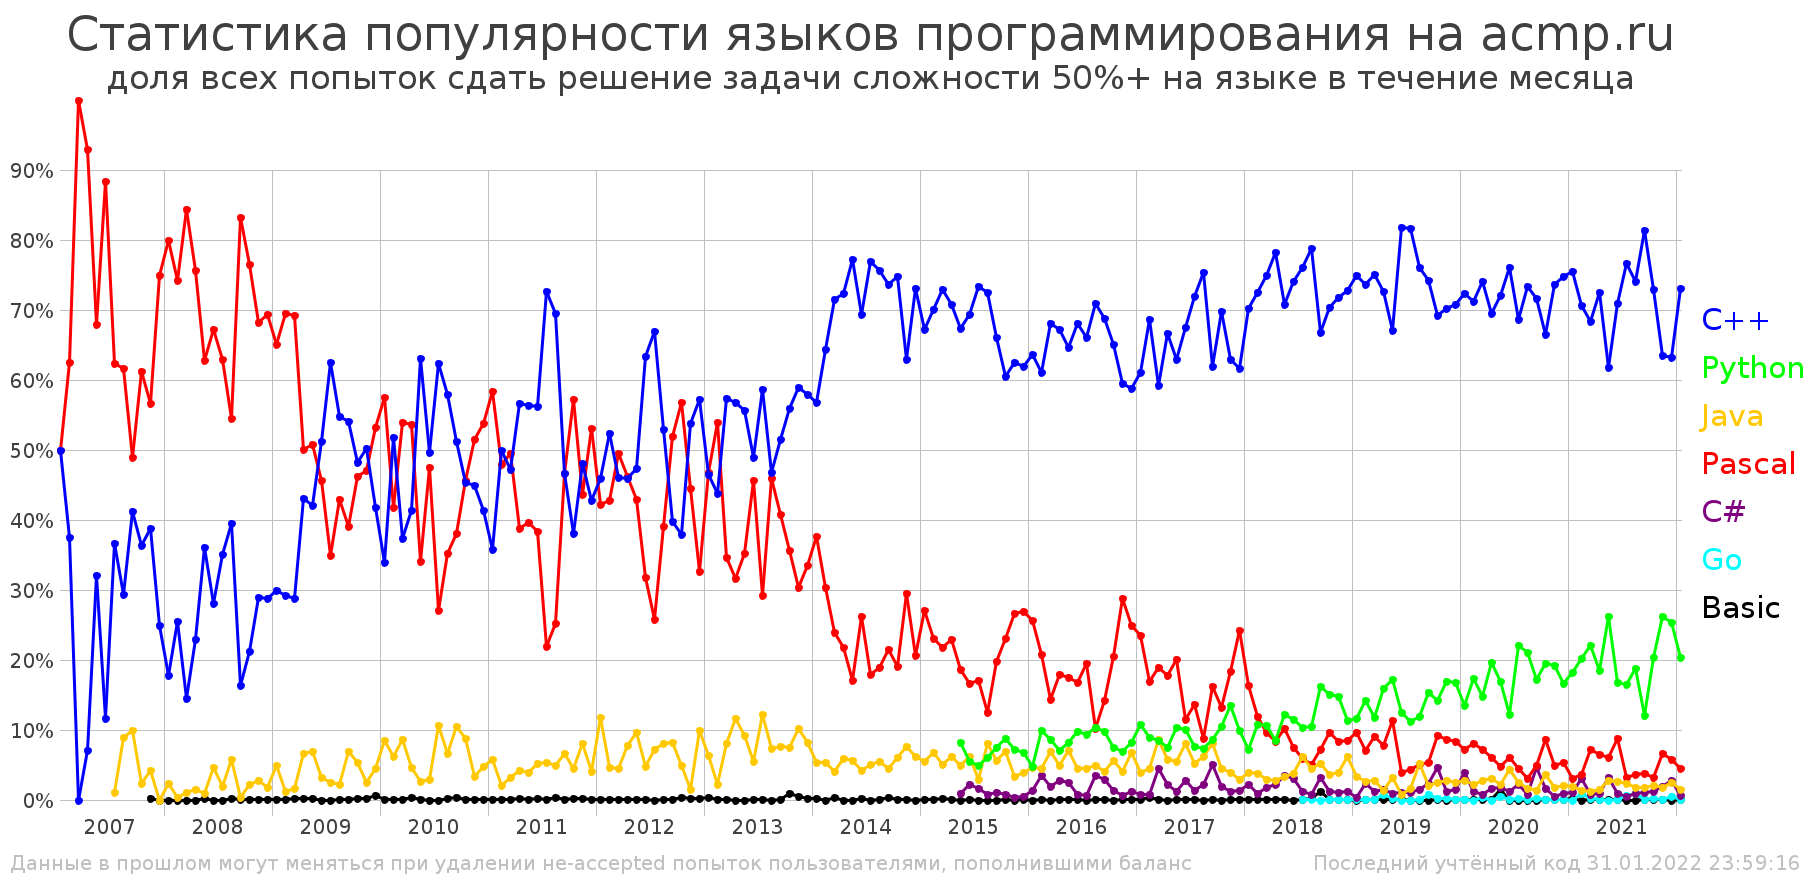 Статистика популярности языков программирования на acmp.ru
доля всех попыток сдать решение задачи сложности 50%+ на языке в течение месяца
90%
80%
70%
60%
50%
40%
30%
20%
10%
0%
C++
Python
Java
Pascal
C#
Go
Basic
2007 2008 2009 2010 2011 2012 2013 2014 2015 2016 2017 2018 2019 2020 2021
Данные в прошлом могут меняться при удалении не-accepted попыток пользователями, пополнившими баланс
Последний учтённый код 31.01.2022 23:59:16